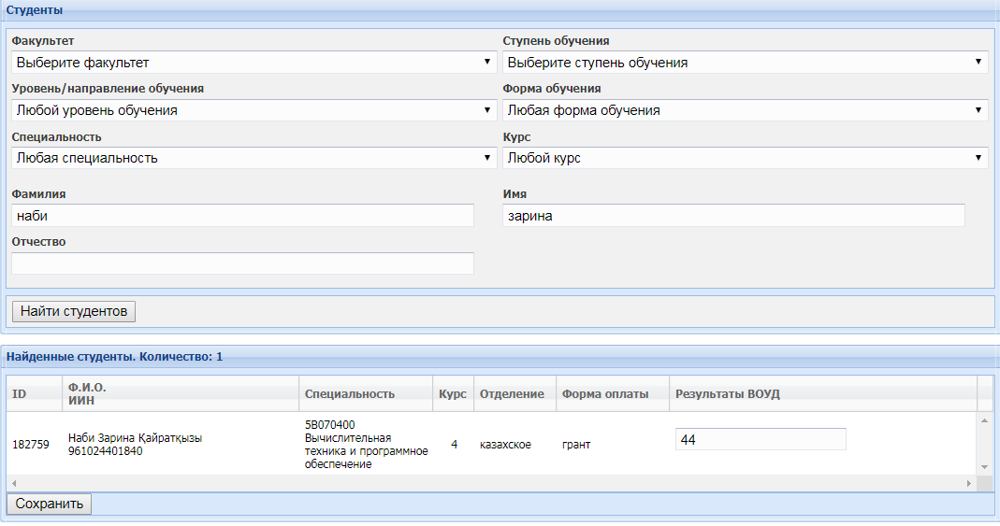 Студенты
Факультет
Ступень обучения
Выберите факультет
Выберите ступень обучения
Уровень/направление обучения
Форма обучения
Любой уровень обучения
Любая форма обучения
Специальность
Курс
Любая специальность
Любой курс
Фамилия
Имя
наби
зарина
Отчество
Найти студентов
Найденные студенты. Количество: 1
ID
Ф.И.О.
ИИН
Специальность
Курс
Отделение
Форма оплаты
Результаты ВОУД
182759
Наби Зарина Қайратқызы
961024401840
5B070400
Вычислительная
техника и программное
обеспечение
4
казахское
грант
44
Сохранить